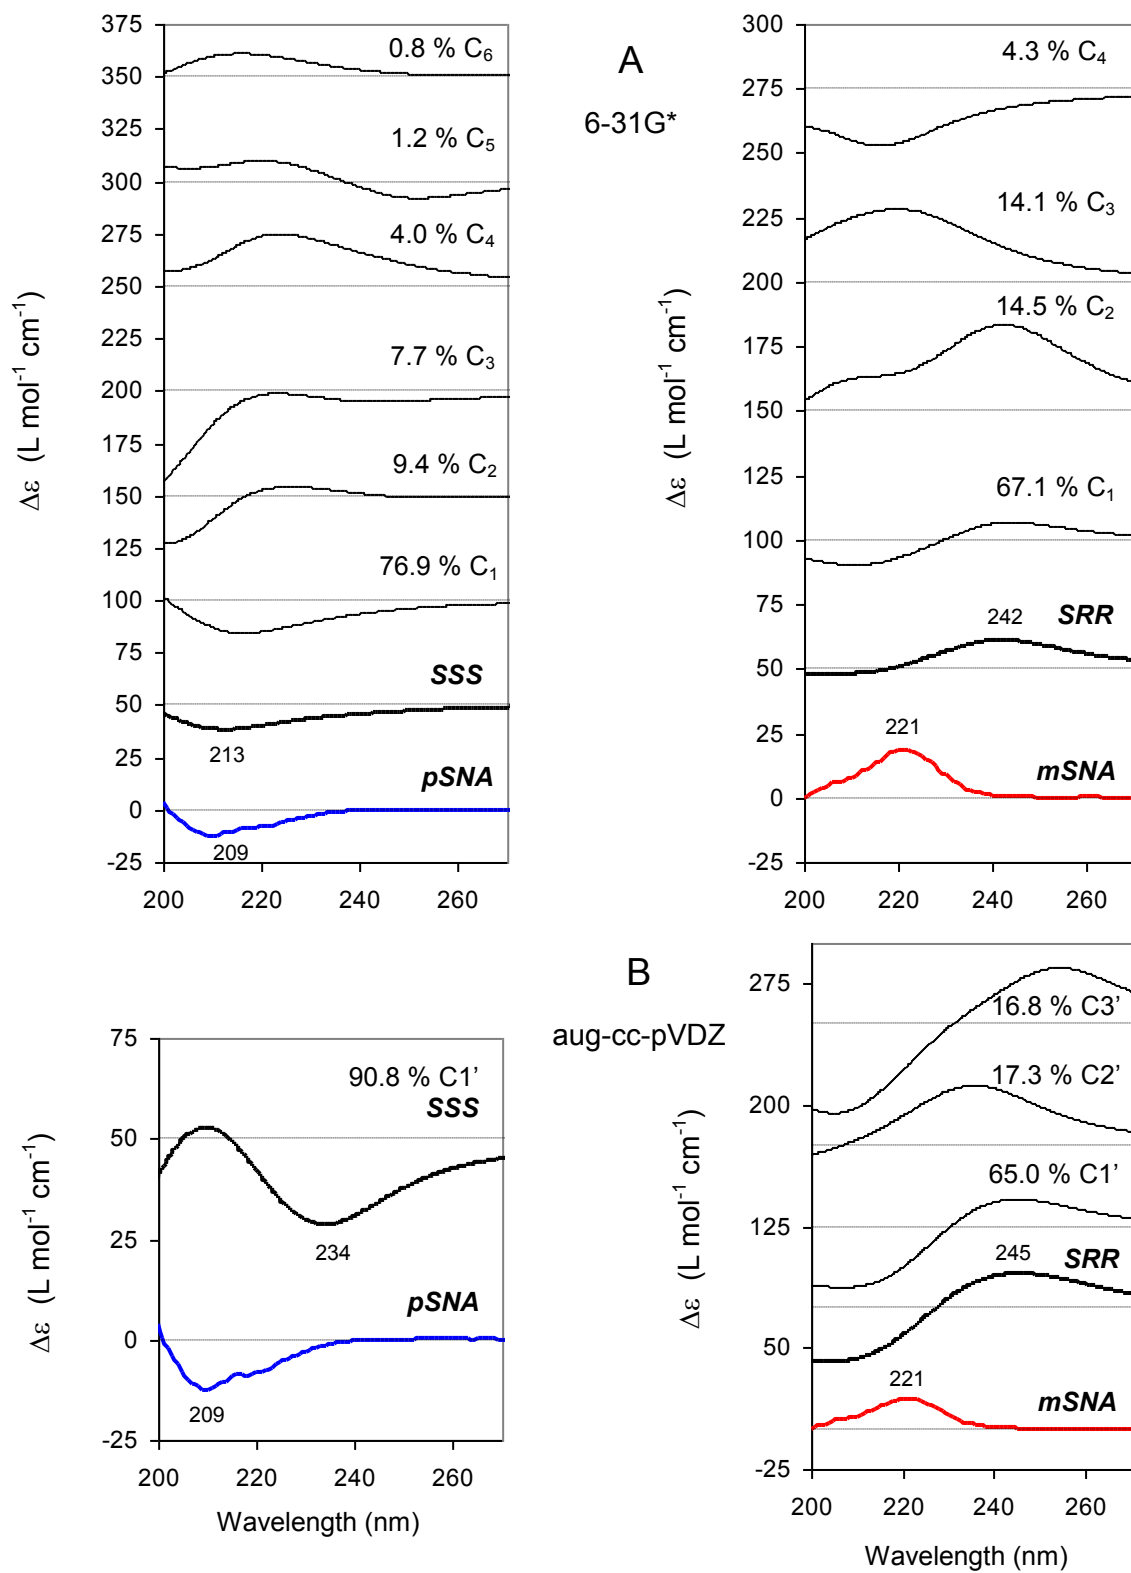 A
6-31G*
375
350
325
300
275
250
225
200
175
150
125
100
75
50
25
0
-25
Δε (L mol⁻¹ cm⁻¹)
0.8 % C₆
1.2 % C₅
4.0 % C₄
7.7 % C₃
9.4 % C₂
76.9 % C₁
SSS
213
pSNA
209
200 220 240 260
300
275
250
225
200
175
150
125
100
75
50
25
0
-25
Δε (L mol⁻¹ cm⁻¹)
4.3 % C₄
14.1 % C₃
14.5 % C₂
67.1 % C₁
242 SRR
221
mSNA
200 220 240 260
B
aug-cc-pVDZ
75
50
25
0
-25
Δε (L mol⁻¹ cm⁻¹)
90.8 % C1’
SSS
234
pSNA
209
200 220 240 260
Wavelength (nm)
275
200
125
50
-25
Δε (L mol⁻¹ cm⁻¹)
16.8 % C3’
17.3 % C2’
65.0 % C1’
245 SRR
221
mSNA
200 220 240 260
Wavelength (nm)